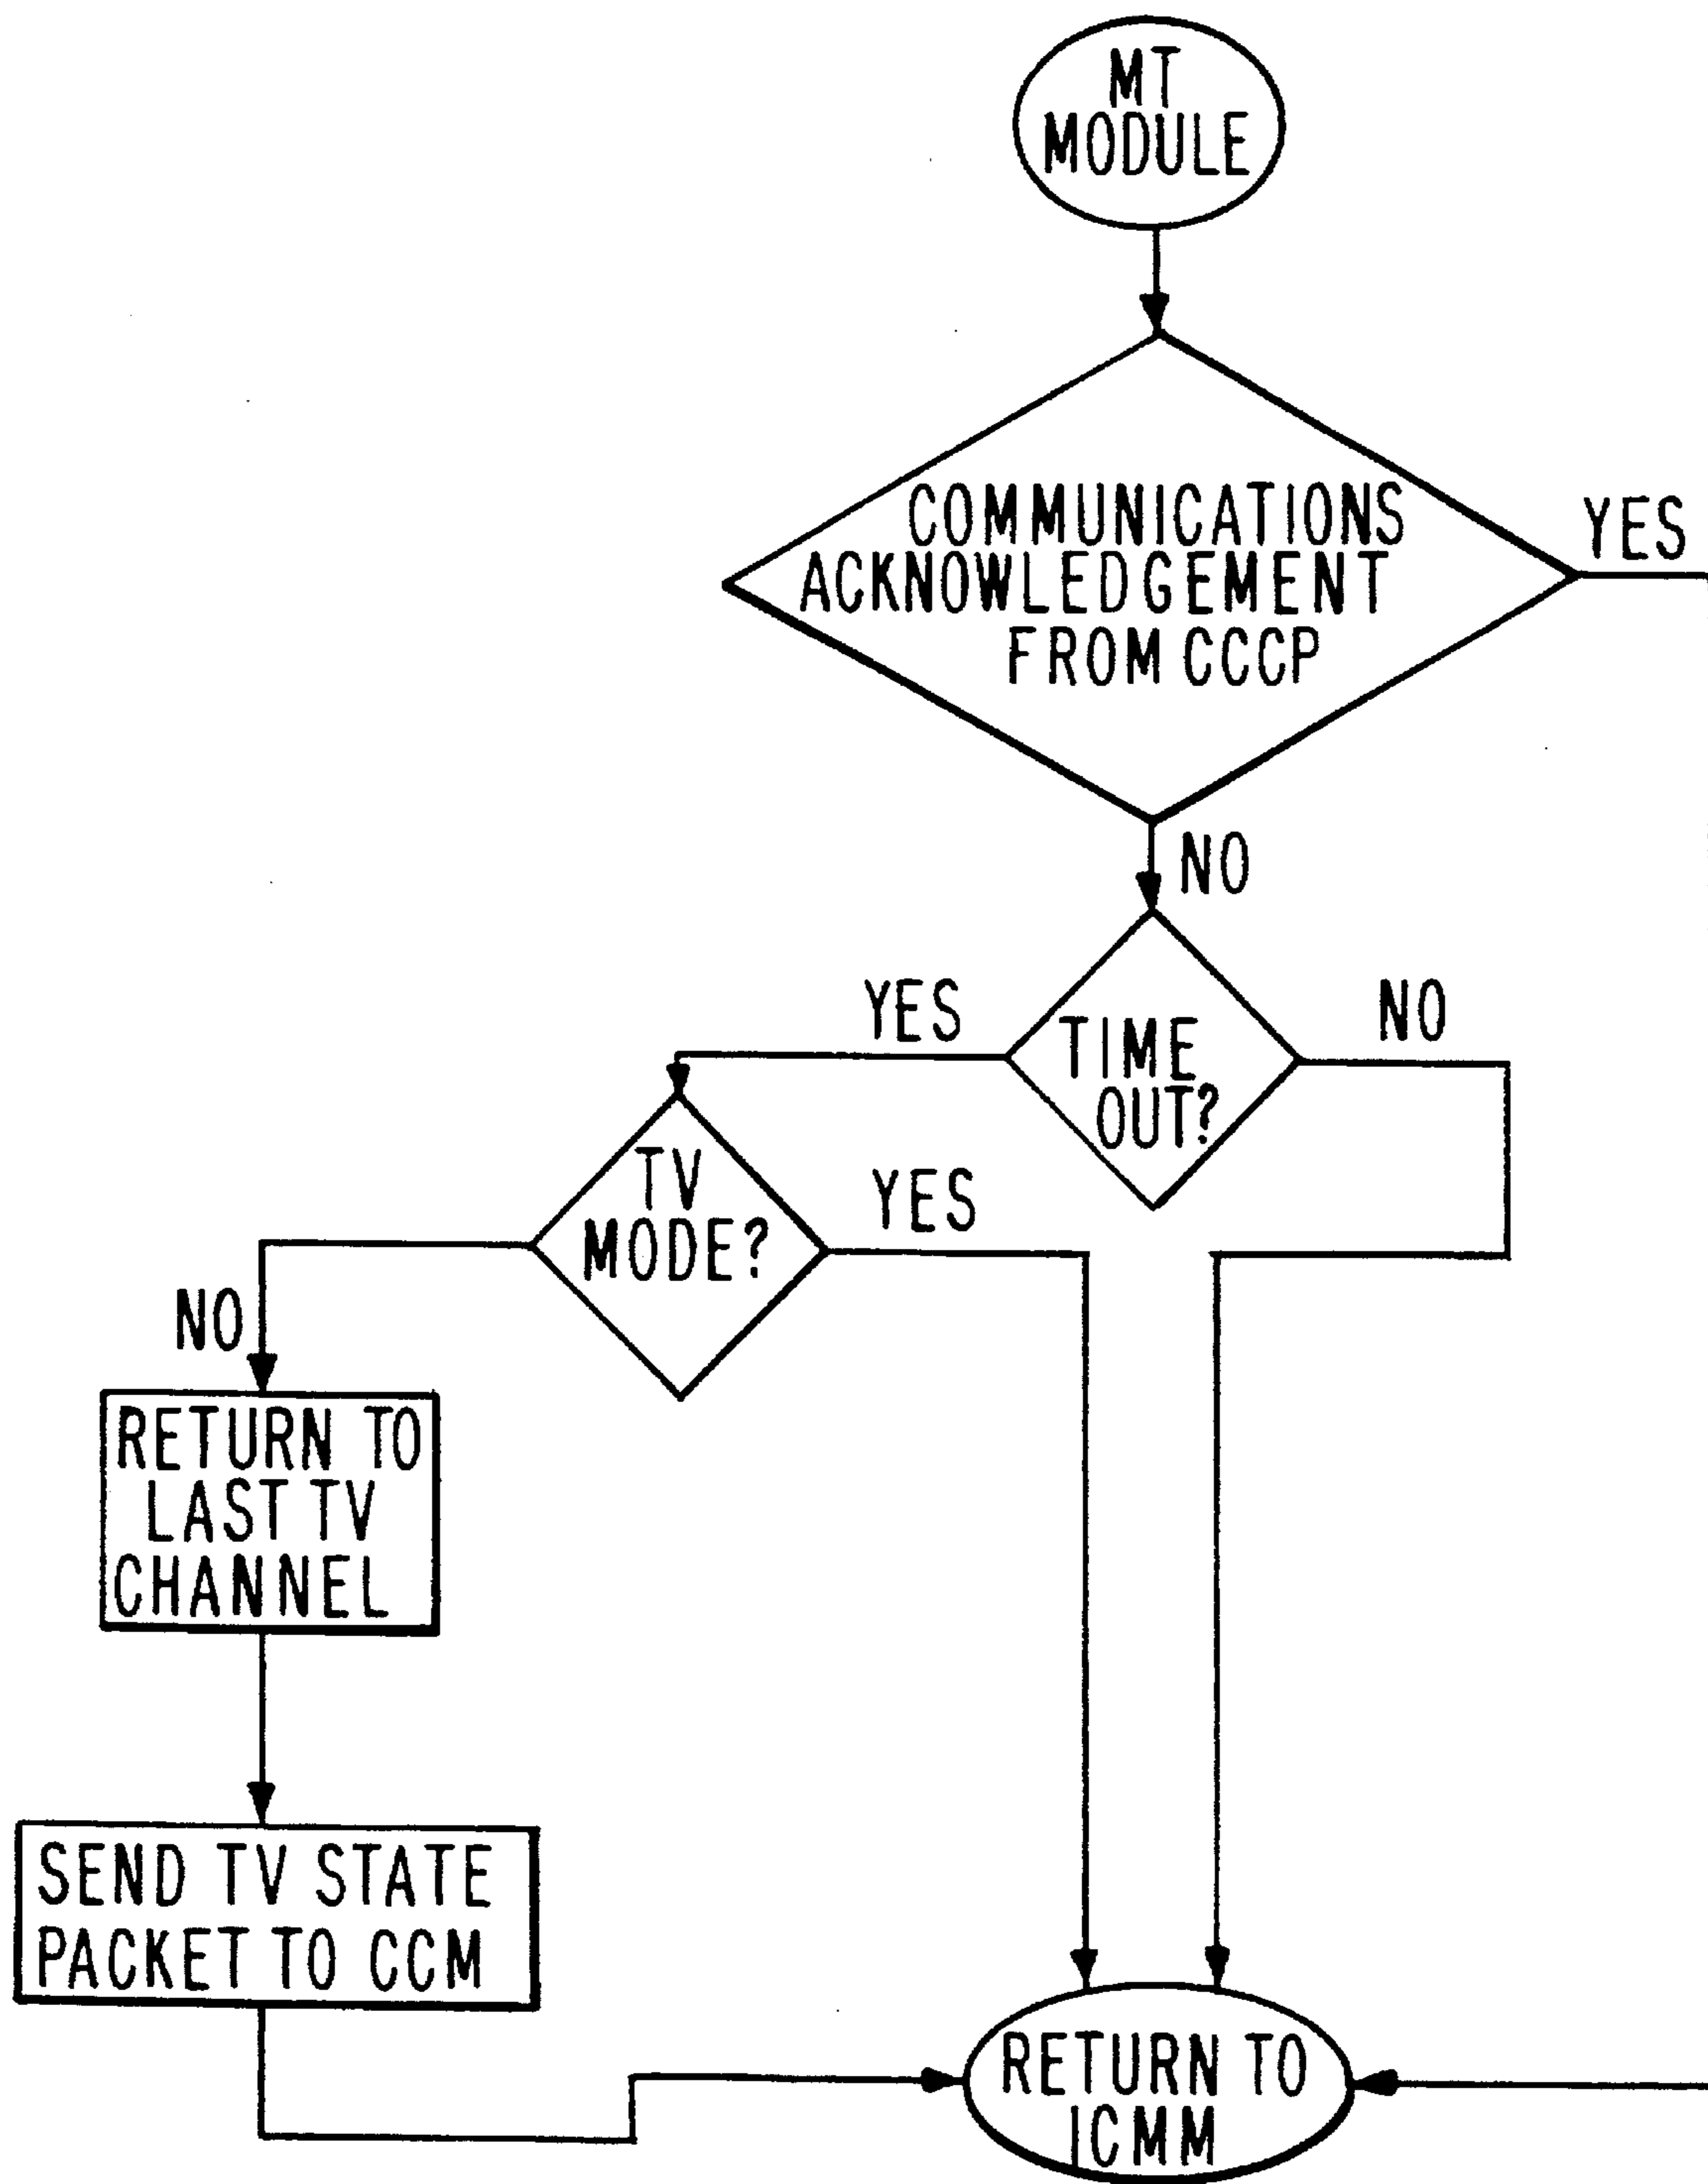 MT
MODULE
COMMUNICATIONS
ACKNOWLEDGEMENT
FROM CCCP
YES
NO
YES
TIME
OUT?
NO
TV
MODE?
YES
NO
RETURN TO
LAST TV
CHANNEL
SEND TV STATE
PACKET TO CCM
RETURN TO
ICMM